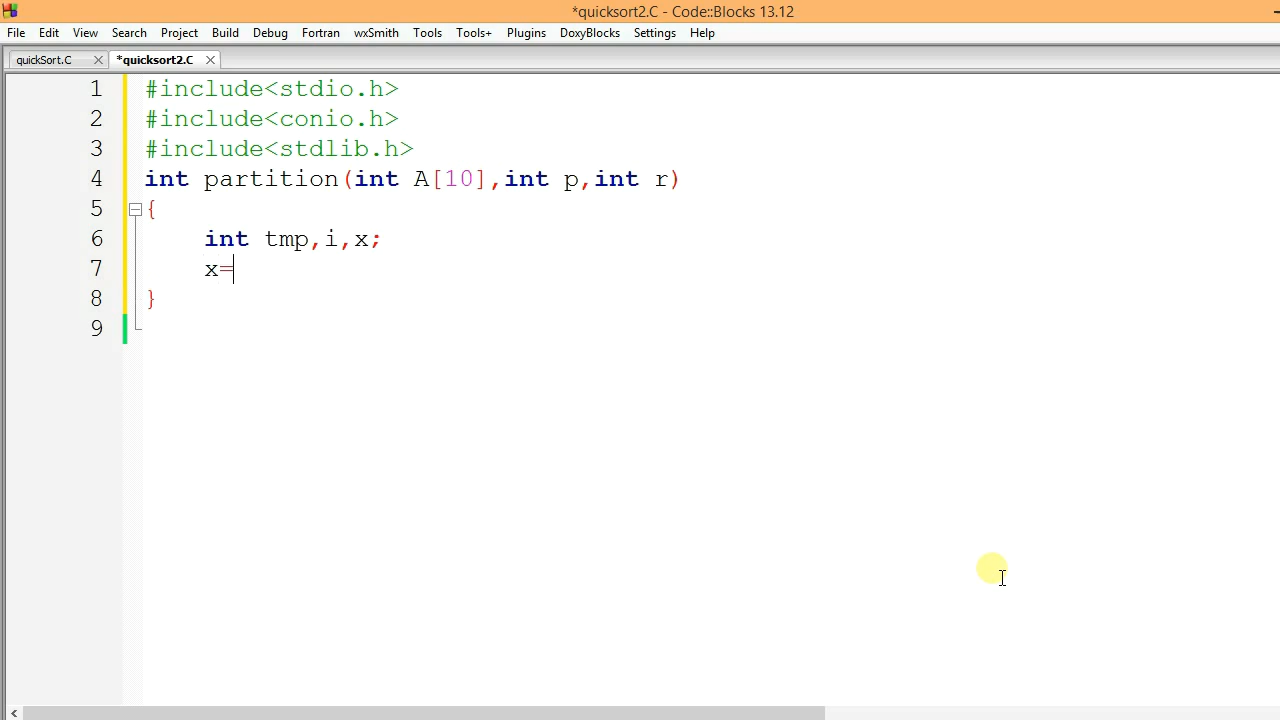 *quicksort2.C - Code::Blocks 13.12
File Edit View Search Project Build Debug Fortran wxSmith Tools Tools+ Plugins DoxyBlocks Settings Help
quickSort.C *quicksort2.C
1 #include<stdio.h>
2 #include<conio.h>
3 #include<stdlib.h>
4 int partition(int A[10],int p,int r)
5 {
6 int tmp,i,x;
7 x=
8 }
9